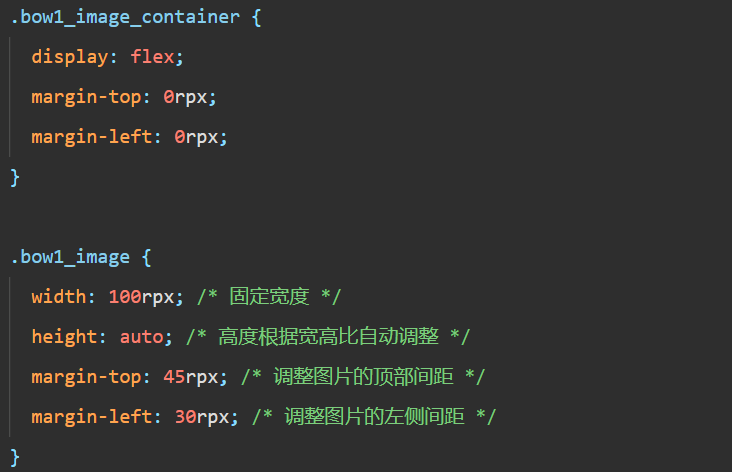 .bow1_image_container {
display: flex;
margin-top: 0rpx;
margin-left: 0rpx;
}
.bow1_image {
width: 100rpx; /* 固定宽度 */
height: auto; /* 高度根据宽高比自动调整 */
margin-top: 45rpx; /* 调整图片的顶部间距 */
margin-left: 30rpx; /* 调整图片的左侧间距 */
}